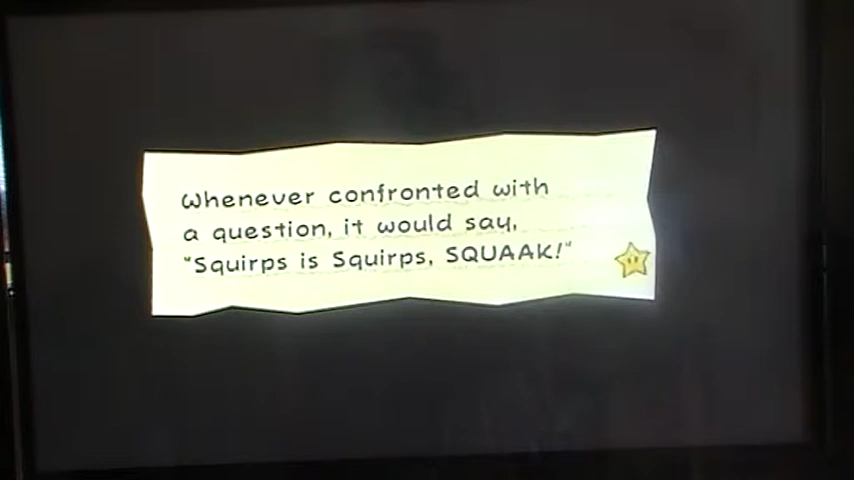 Whenever confronted with
a question, it would say,
"Squirps is Squirps, SQUAAK!"